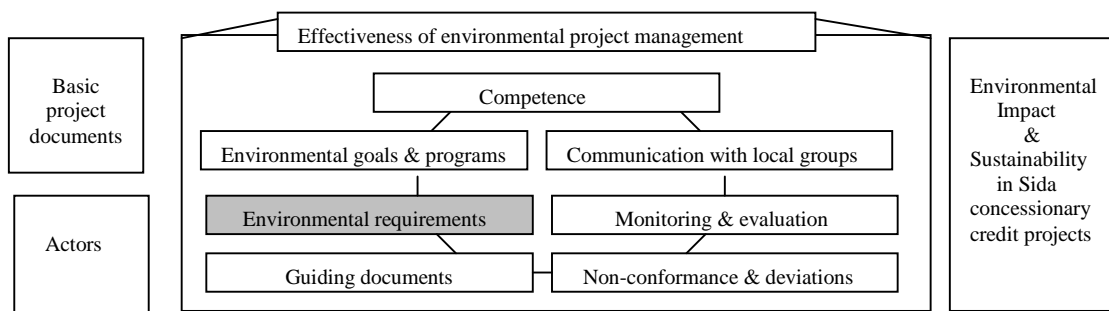 Effectiveness of environmental project management
Basic
project
documents
Actors
Competence
Environmental goals & programs
Communication with local groups
Environmental requirements
Monitoring & evaluation
Guiding documents
Non-conformance & deviations
Environmental
Impact
&
Sustainability
in Sida
concessionary
credit projects